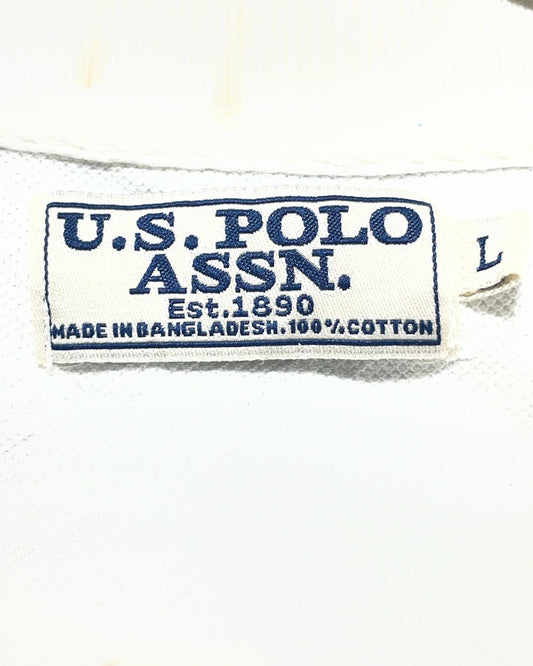 U.S. POLO
ASSN.
Est.1890
MADE IN BANGLADESH. 100% COTTON
L